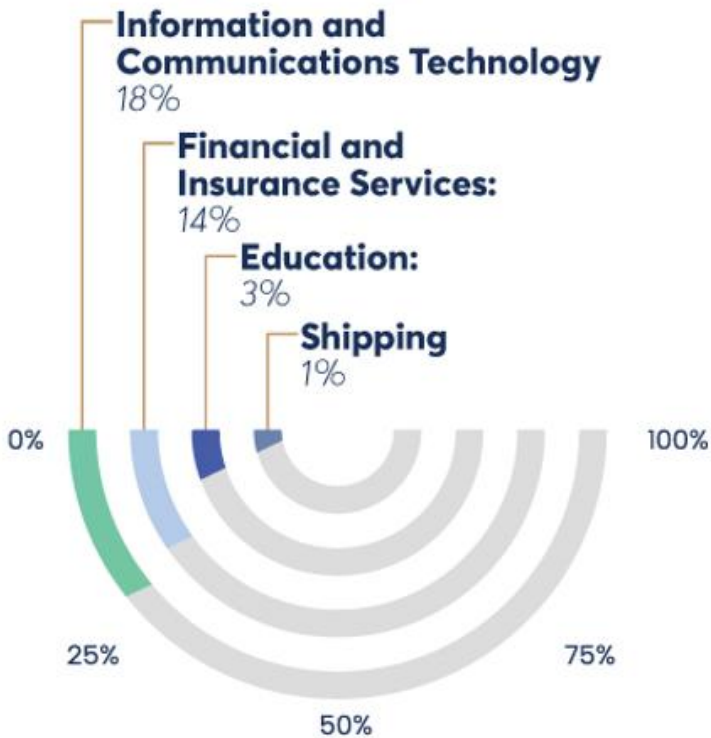 Information and
Communications Technology
18%
Financial and
Insurance Services:
14%
Education:
3%
Shipping
1%
0%
100%
25%
75%
50%